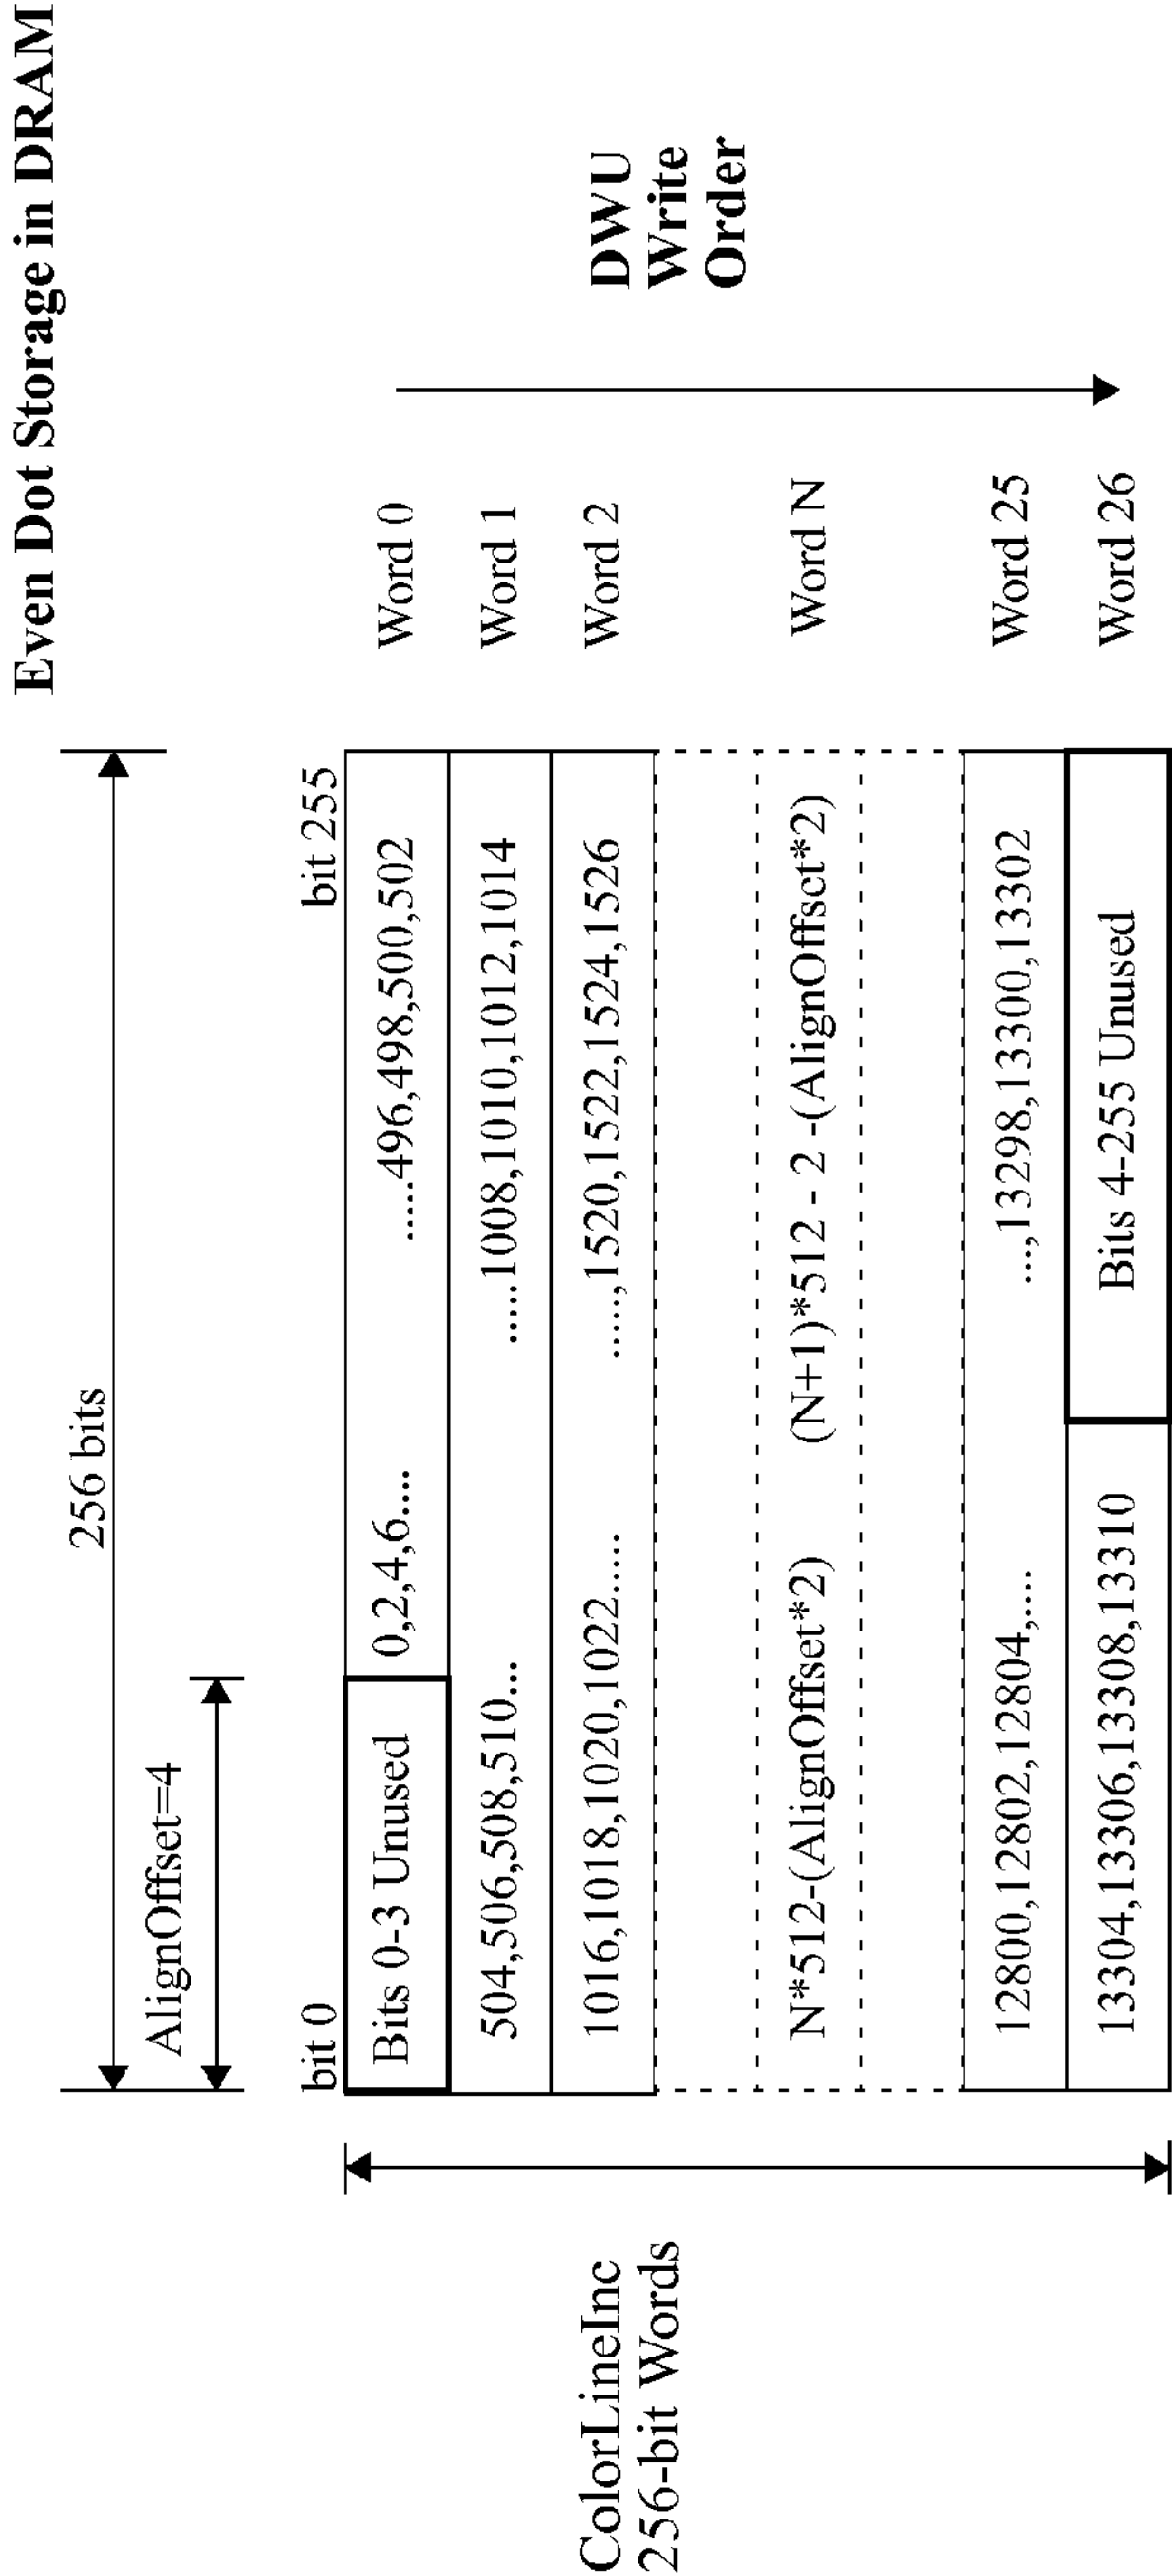 Even Dot Storage in DRAM
256 bits
AlignOffset=4
bit 0
bit 255
Bits 0-3 Unused
0,2,4,6....
.....496,498,500,502
Word 0
504,506,508,510...
.....1008,1010,1012,1014
Word 1
1016,1018,1020,1022.....
.....,1520,1522,1524,1526
Word 2
N*512-(AlignOffset*2)
(N+1)*512 - 2 -(AlignOffset*2)
Word N
12800,12802,12804,....
...,13298,13300,13302
Word 25
13304,13306,13308,13310
Bits 4-255 Unused
Word 26
ColorLineInc
256-bit Words
DWU
Write
Order